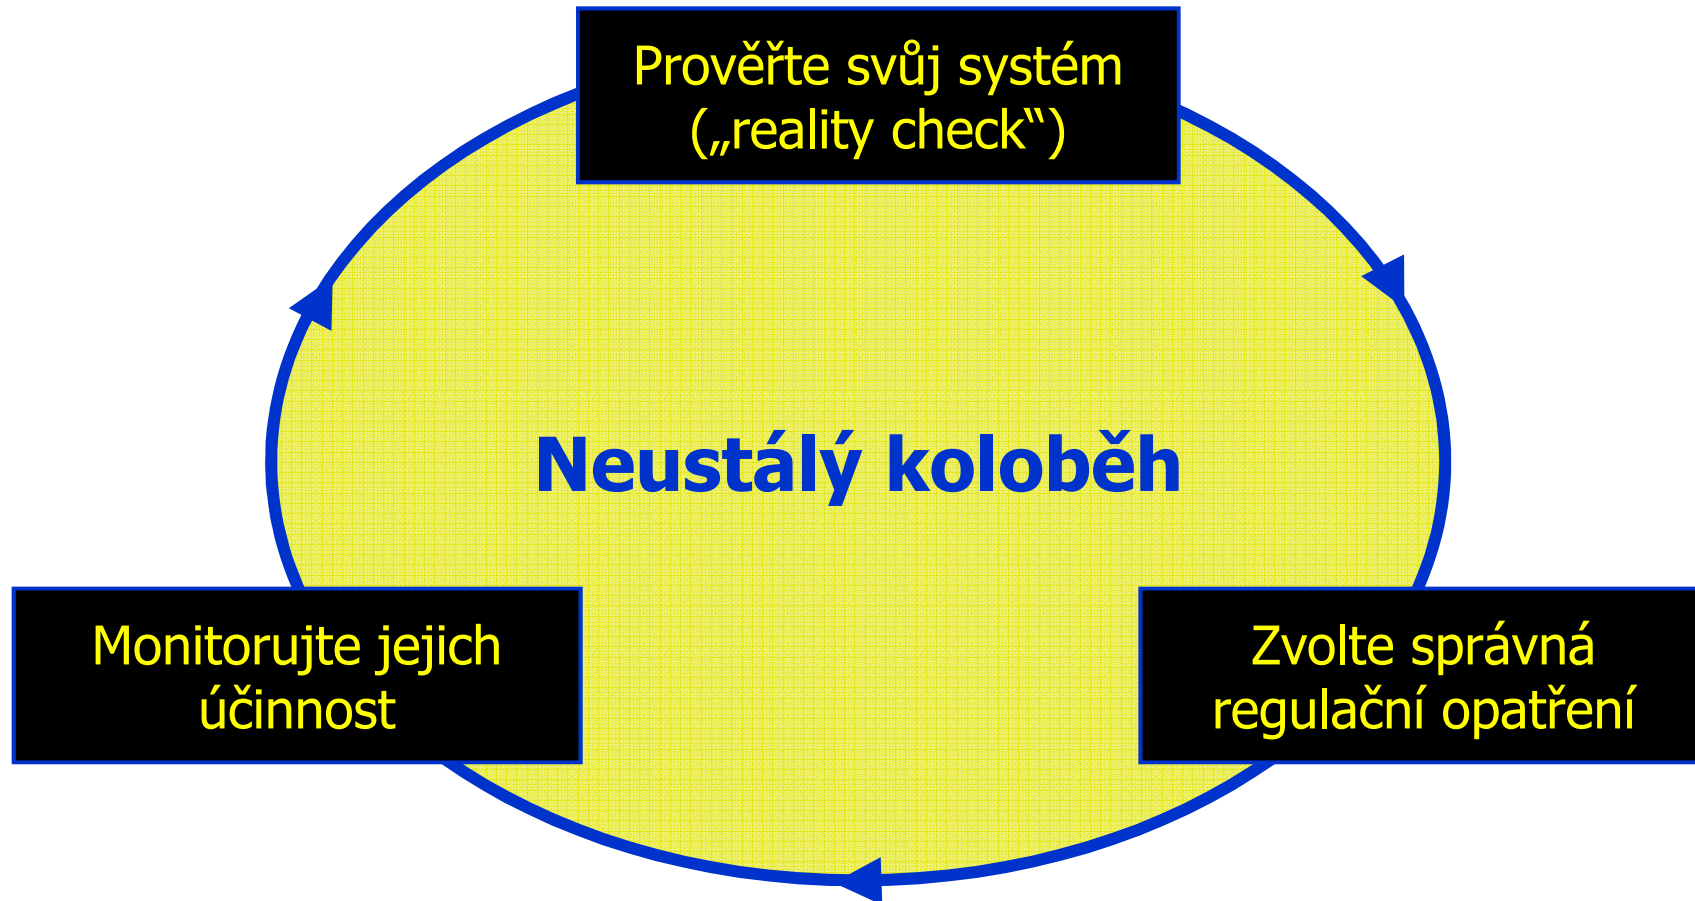 Prověřte svůj systém
(„reality check“)
Neustálý koloběh
Monitorujte jejich
účinnost
Zvolte správná
regulační opatření